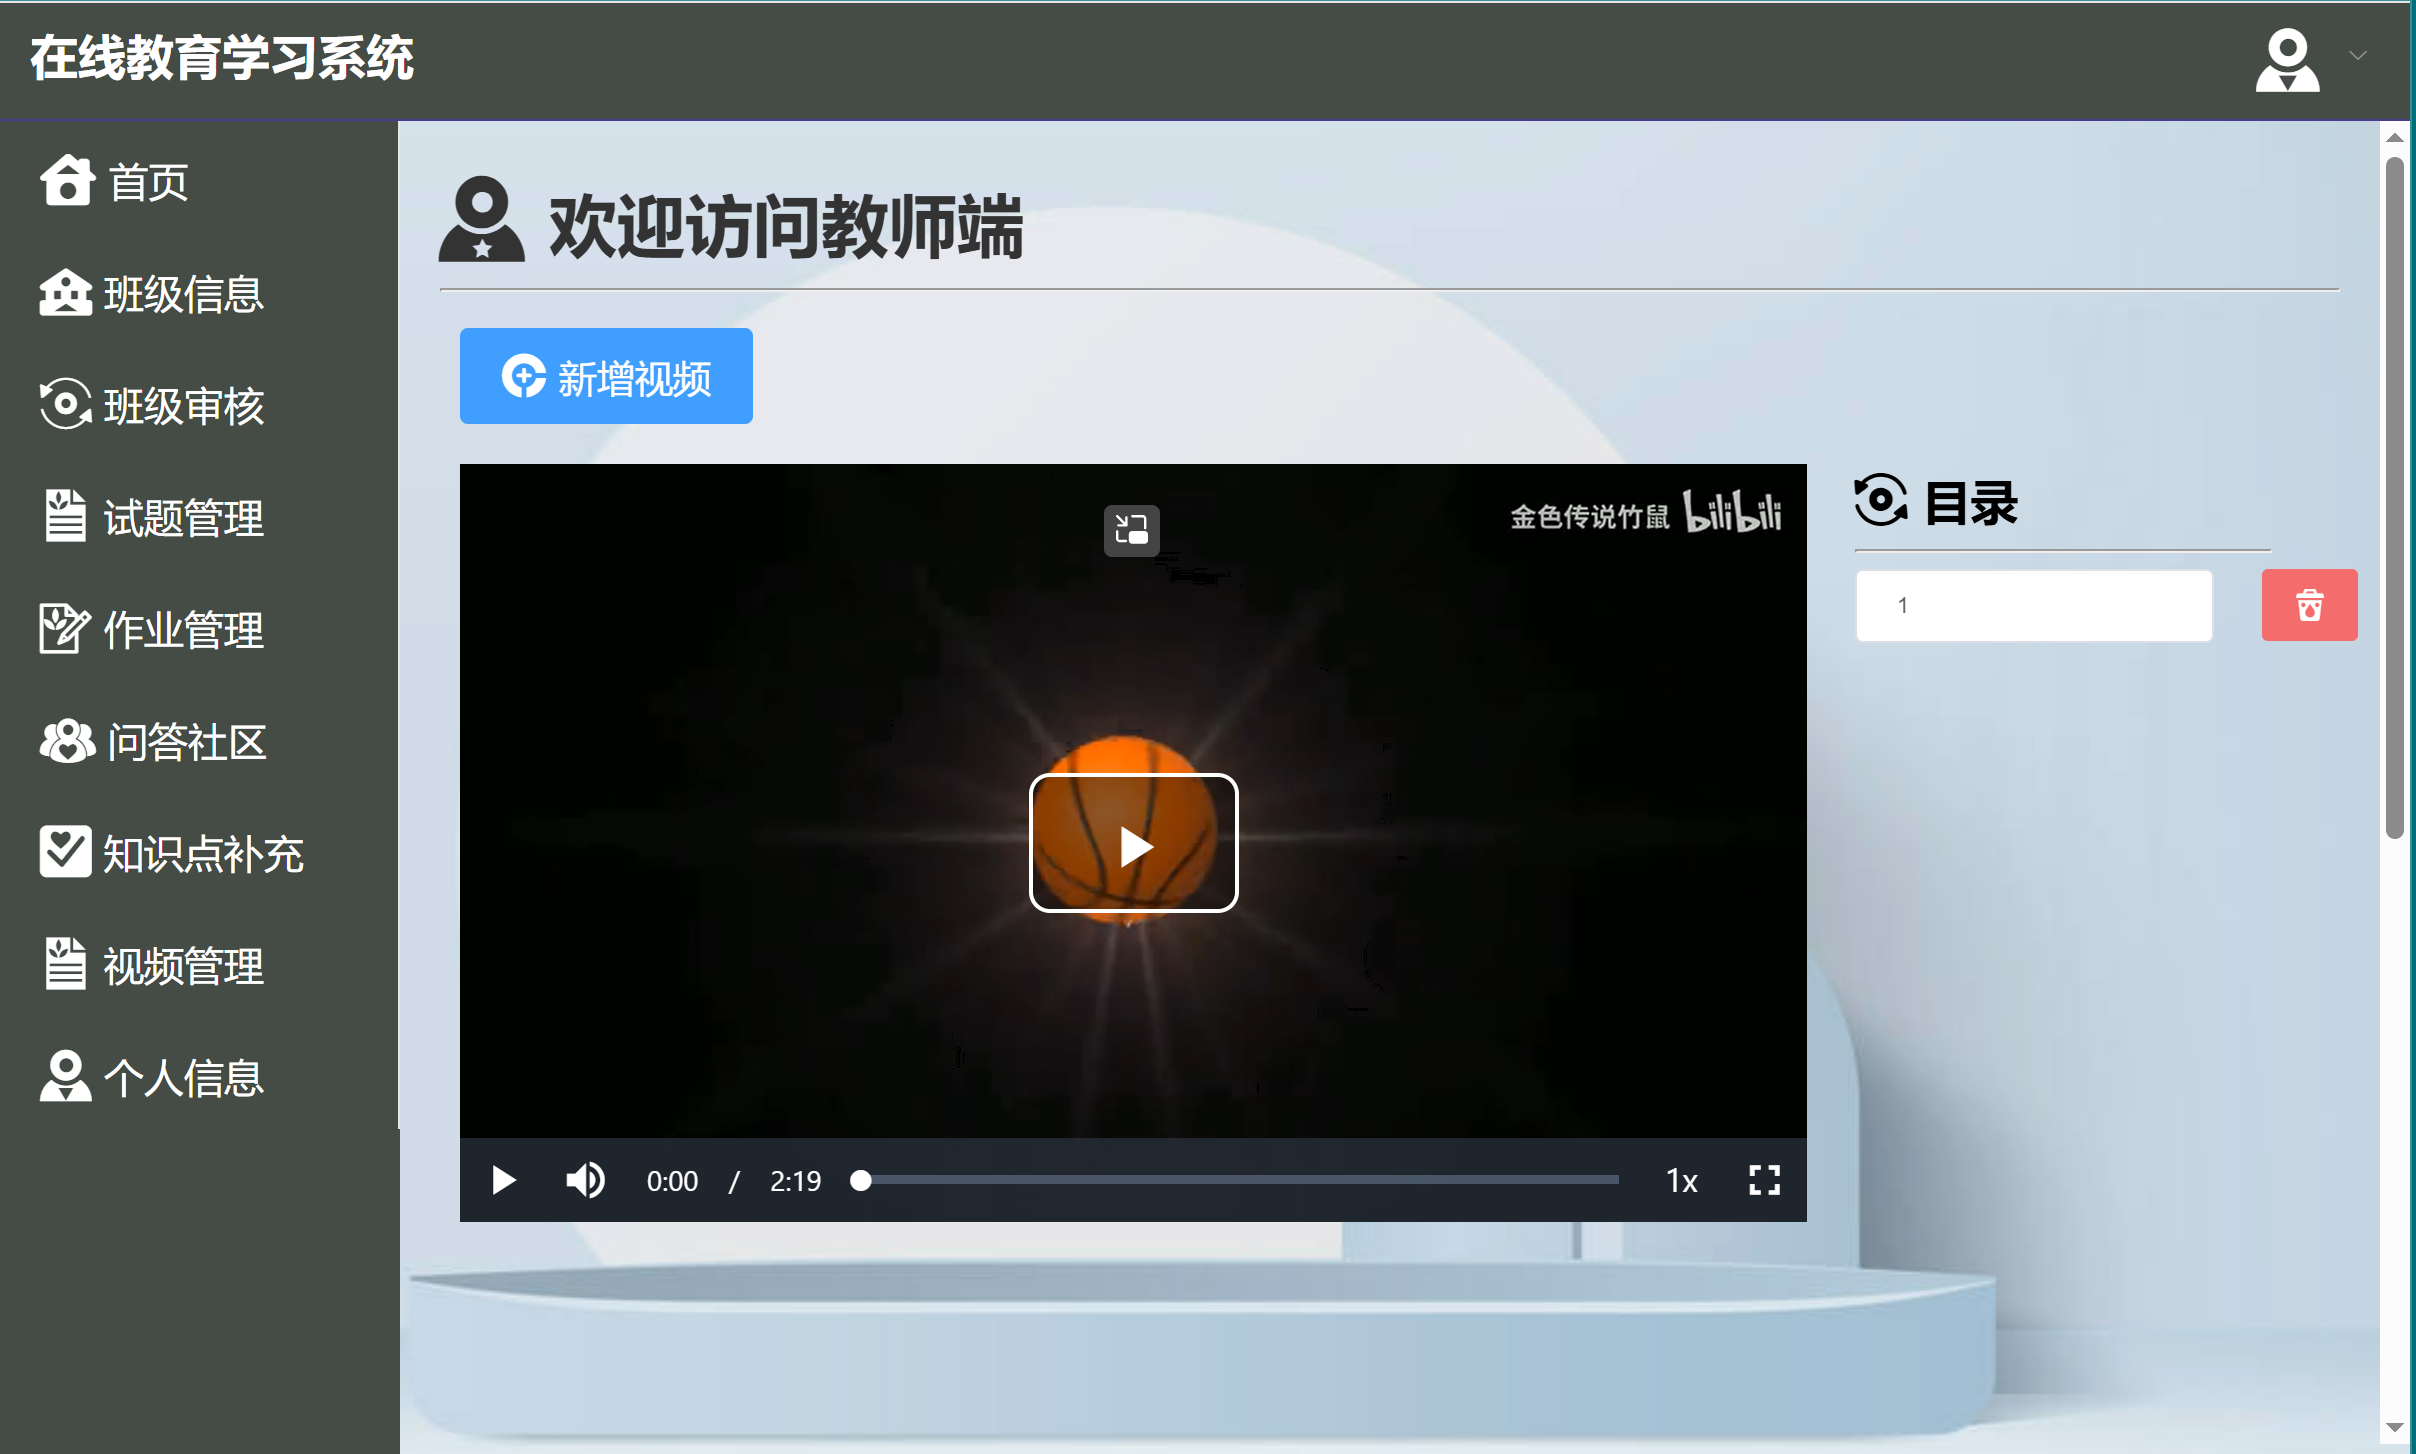 在线教育学习系统
首页
班级信息
班级审核
试题管理
作业管理
问答社区
知识点补充
视频管理
个人信息
欢迎访问教师端
新增视频
金色传说竹鼠 bilibili
0:00 / 2:19
1x
目录
1